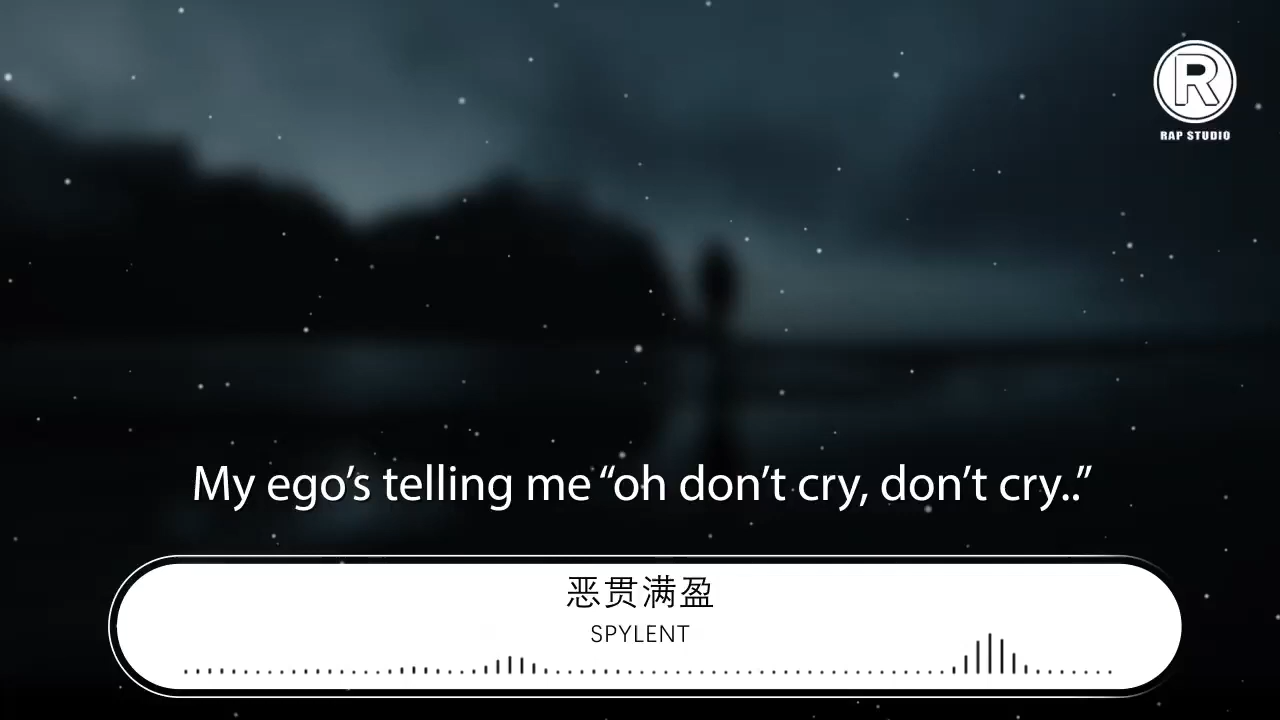 R
RAP STUDIO
My ego’s telling me “oh don’t cry, don’t cry..”
恶贯满盈
SPYLENT